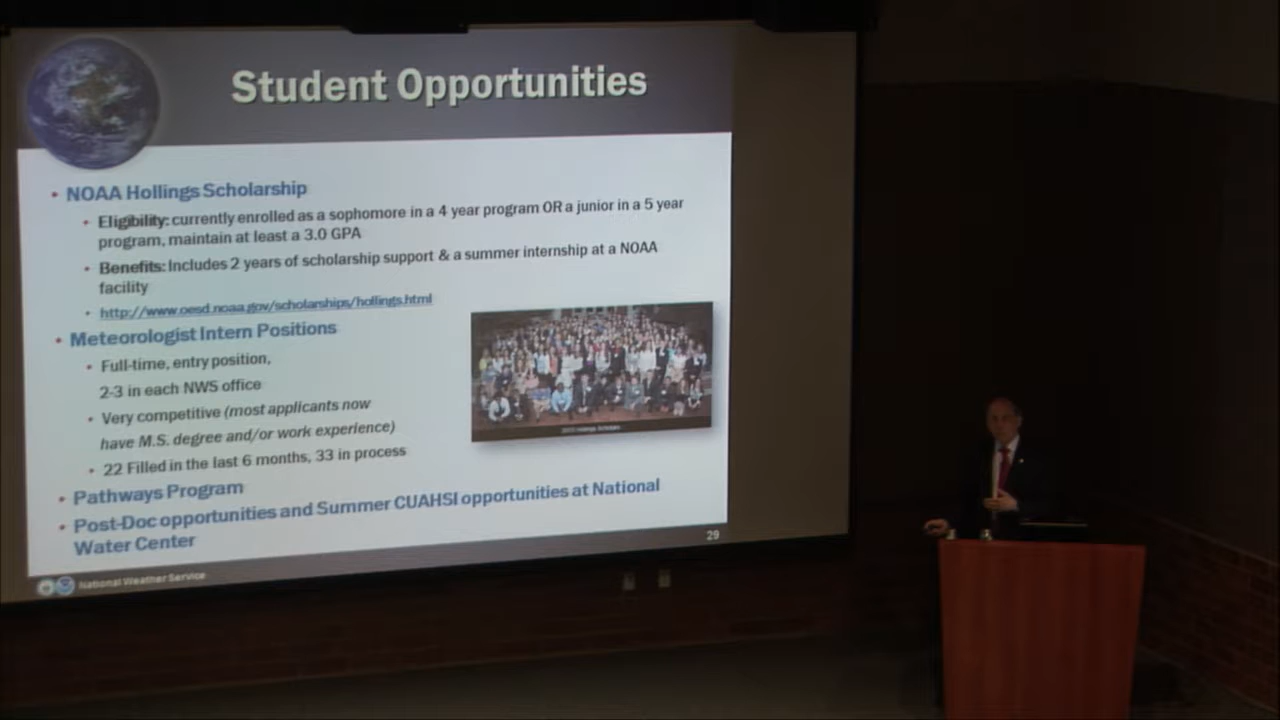 Student Opportunities
• NOAA Hollings Scholarship
• Eligibility: currently enrolled as a sophomore in a 4 year program OR a junior in a 5 year
program, maintain at least a 3.0 GPA
• Benefits: Includes 2 years of scholarship support & a summer internship at a NOAA
facility
• http://www.oesd.noaa.gov/scholarships/hollings.html
• Meteorologist Intern Positions
• Full-time, entry position,
2-3 in each NWS office
• Very competitive (most applicants now
have M.S. degree and/or work experience)
• 22 Filled in the last 6 months, 33 in process
• Pathways Program
• Post-Doc opportunities and Summer CUAHSI opportunities at National
Water Center
Hollings Scholars
29
National Weather Service